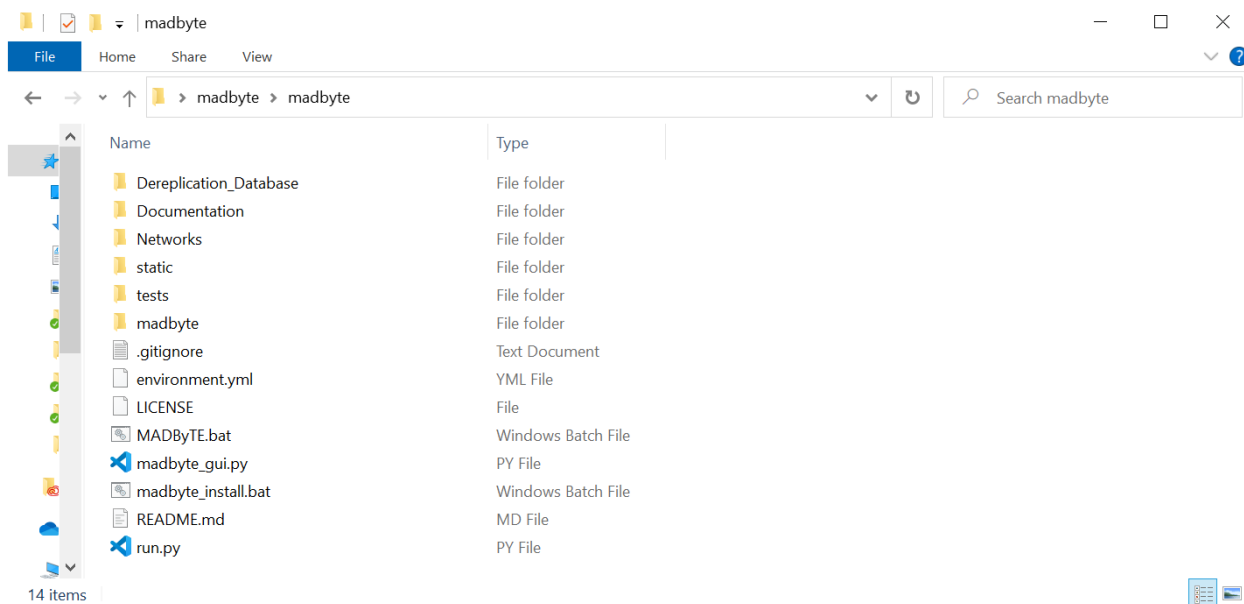 madbyte
File Home Share View
?
madbyte madbyte
Search madbyte
Name Type
Dereplication_Database File folder
Documentation File folder
Networks File folder
static File folder
tests File folder
madbyte File folder
.gitignore Text Document
environment.yml YML File
LICENSE File
MADByTE.bat Windows Batch File
madbyte_gui.py PY File
madbyte_install.bat Windows Batch File
README.md MD File
run.py PY File
14 items